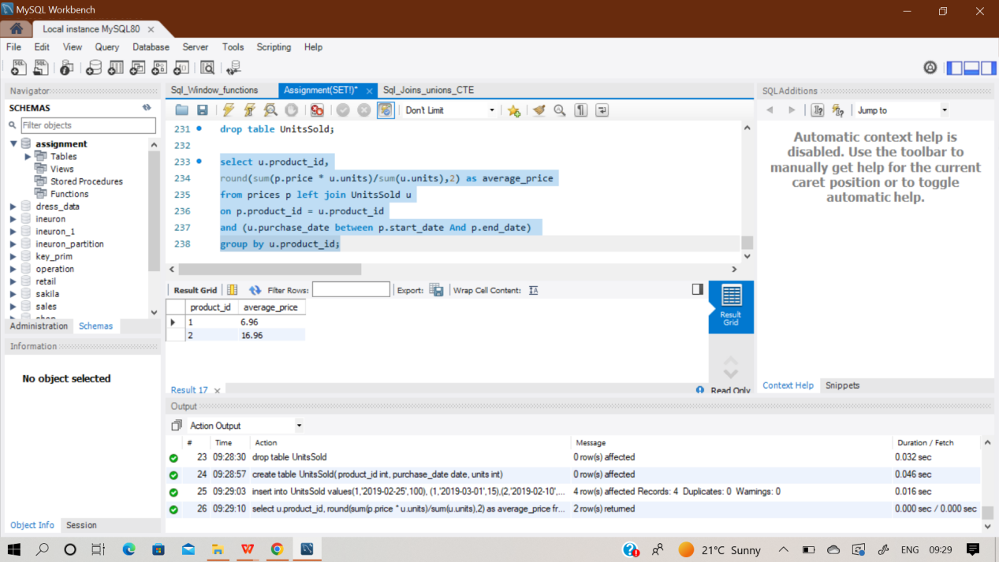 MySQL Workbench
Local instance MySQL80
File Edit View Query Database Server Tools Scripting Help
Navigator
SCHEMAS
Filter objects
assignment
Tables
Views
Stored Procedures
Functions
dress_data
ineuron
ineuron_1
ineuron_partition
key_prim
operation
retail
sakila
sales
Administration Schemas
Information
No object selected
Object Info Session
Sql_Window_functions Assignment(SET!)* Sql_Joins_unions_CTE
Don't Limit
231 drop table UnitsSold;
232
233 select u.product_id,
234 round(sum(p.price * u.units)/sum(u.units),2) as average_price
235 from prices p left join UnitsSold u
236 on p.product_id = u.product_id
237 and (u.purchase_date between p.start_date And p.end_date)
238 group by u.product_id;
Result Grid Filter Rows: Export: Wrap Cell Content:
product_id average_price
1 6.96
2 16.96
Result Grid
Result 17 Read Only
SQLAdditions
Jump to
Automatic context help is
disabled. Use the toolbar to
manually get help for the current
caret position or to toggle
automatic help.
Context Help Snippets
Output
Action Output
# Time Action Message Duration / Fetch
23 09:28:30 drop table UnitsSold 0 row(s) affected 0.032 sec
24 09:28:57 create table UnitsSold( product_id int, purchase_date date, units int) 0 row(s) affected 0.046 sec
25 09:29:03 insert into UnitsSold values(1,'2019-02-25',100), (1,'2019-03-01',15),(2,'2019-02-10',... 4 row(s) affected Records: 4 Duplicates: 0 Warnings: 0 0.016 sec
26 09:29:10 select u.product_id, round(sum(p.price * u.units)/sum(u.units),2) as average_price fr... 2 row(s) returned 0.000 sec / 0.000 sec
21°C Sunny ENG 09:29